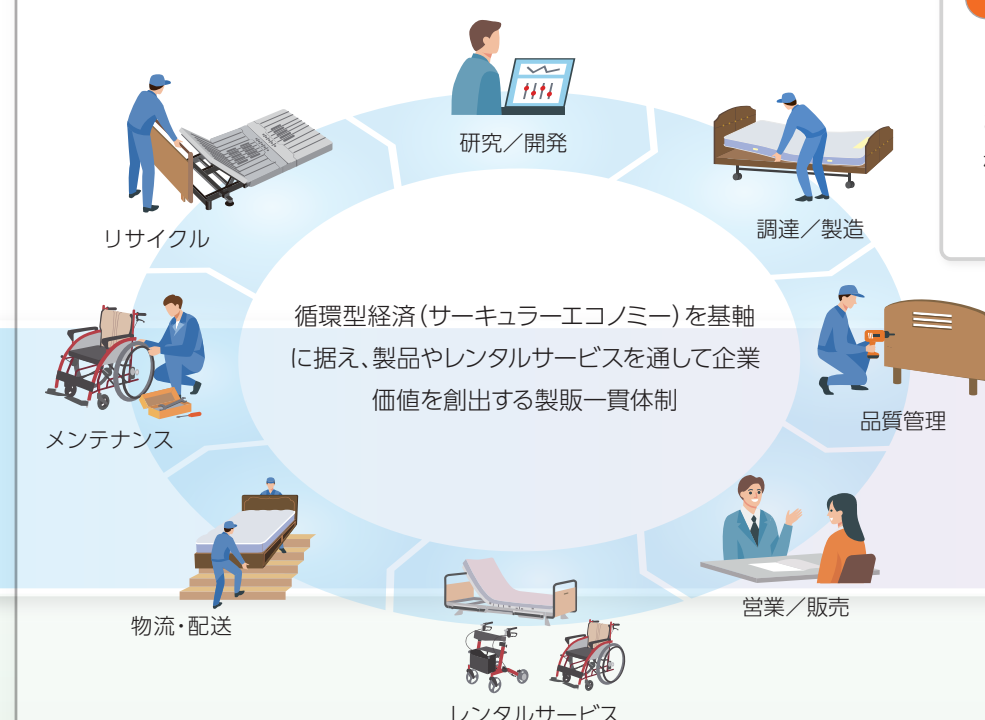 研究／開発
調達／製造
リサイクル
循環型経済(サーキュラーエコノミー)を基軸
に据え、製品やレンタルサービスを通して企業
価値を創出する製販一貫体制
品質管理
メンテナンス
営業／販売
物流・配送
レンタルサービス